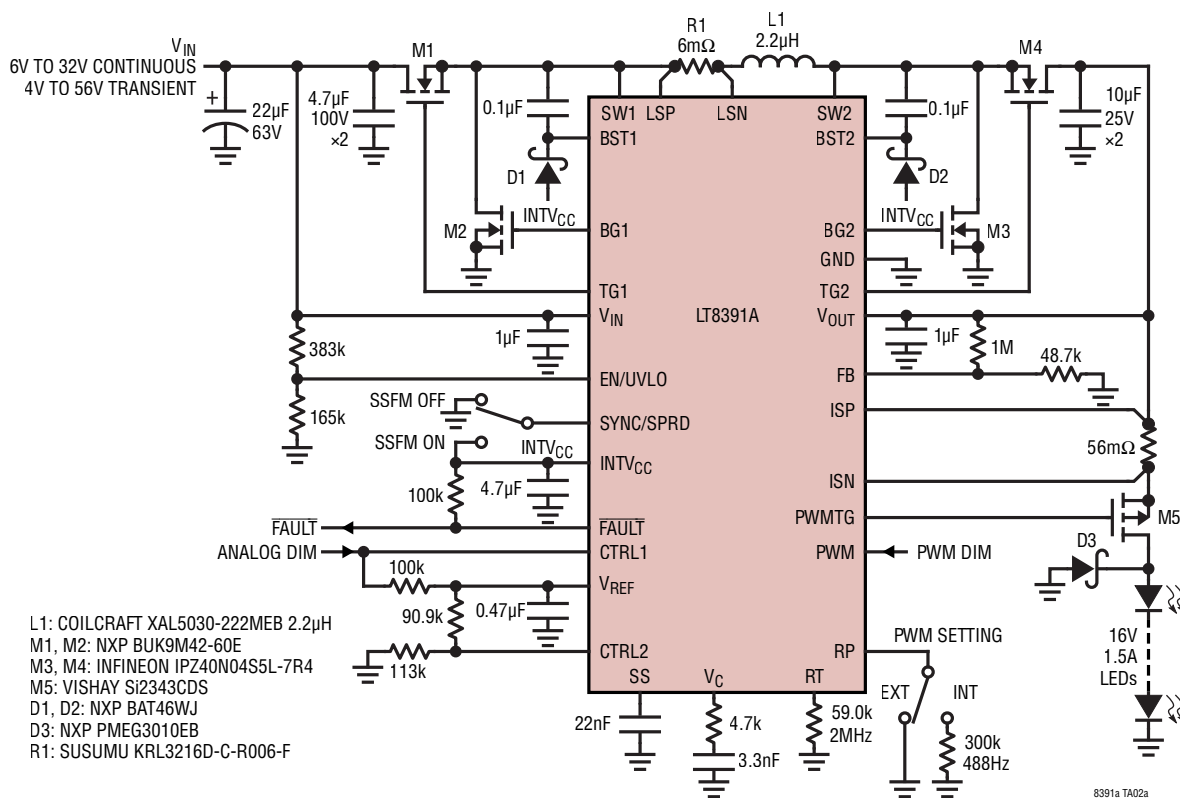 V_IN
6V TO 32V CONTINUOUS
4V TO 56V TRANSIENT
+
22µF
63V
4.7µF
100V
×2
M1
R1
6mΩ
L1
2.2µH
M4
10µF
25V
×2
0.1µF
SW1
LSP
LSN
SW2
0.1µF
BST1
BST2
D1
D2
INTV_CC
INTV_CC
M2
BG1
BG2
M3
GND
TG1
TG2
LT8391A
V_IN
V_OUT
1µF
1µF
1M
383k
48.7k
FB
EN/UVLO
ISP
165k
SSFM OFF
SYNC/SPRD
SSFM ON
56mΩ
INTV_CC
INTV_CC
ISN
100k
4.7µF
PWMTG
M5
FAULT
FAULT
ANALOG DIM
CTRL1
PWM
PWM DIM
D3
100k
V_REF
90.9k
0.47µF
16V
1.5A
LEDs
PWM SETTING
CTRL2
RP
113k
SS
V_C
RT
EXT
INT
22nF
4.7k
59.0k
2MHz
3.3nF
300k
488Hz
L1: COILCRAFT XAL5030-222MEB 2.2µH
M1, M2: NXP BUK9M42-60E
M3, M4: INFINEON IPZ40N04S5L-7R4
M5: VISHAY Si2343CDS
D1, D2: NXP BAT46WJ
D3: NXP PMEG3010EB
R1: SUSUMU KRL3216D-C-R006-F
8391a TA02a